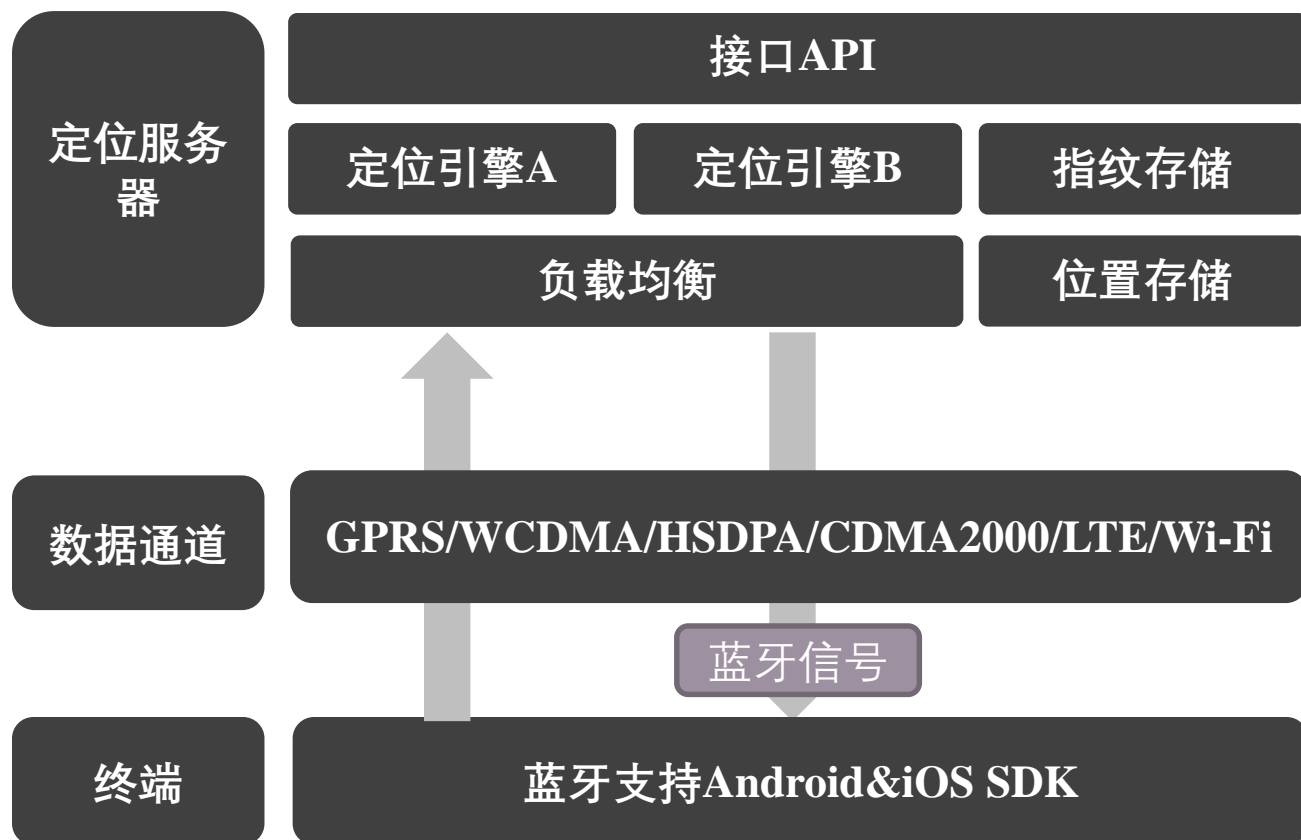 接口API
定位服务
器
定位引擎A
定位引擎B
指纹存储
负载均衡
位置存储
数据通道
GPRS/WCDMA/HSDPA/CDMA2000/LTE/Wi-Fi
蓝牙信号
终端
蓝牙支持Android&iOS SDK